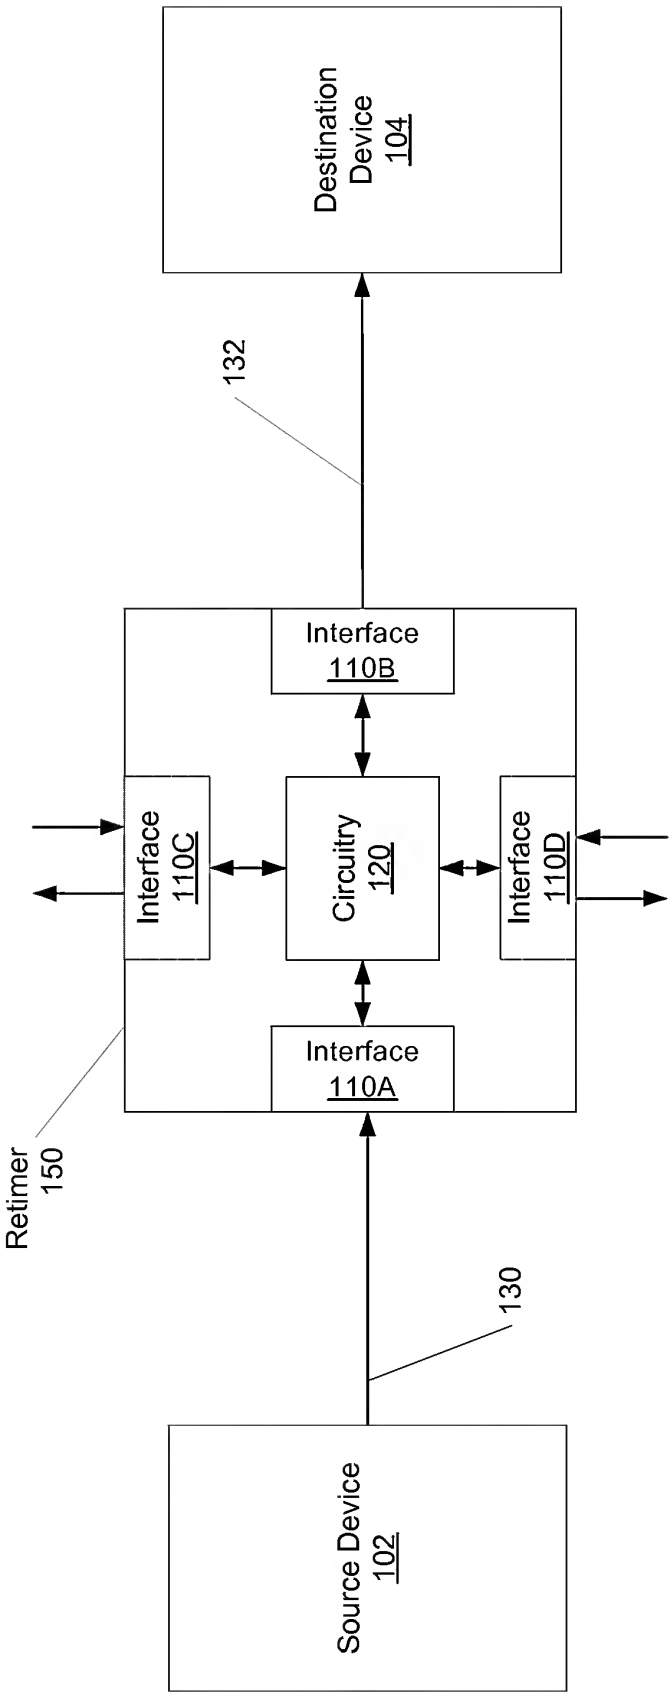 Destination
Device
104
132
Interface
110B
Interface
110C
Circuitry
120
Interface
110D
Interface
110A
Retimer
150
130
Source Device
102